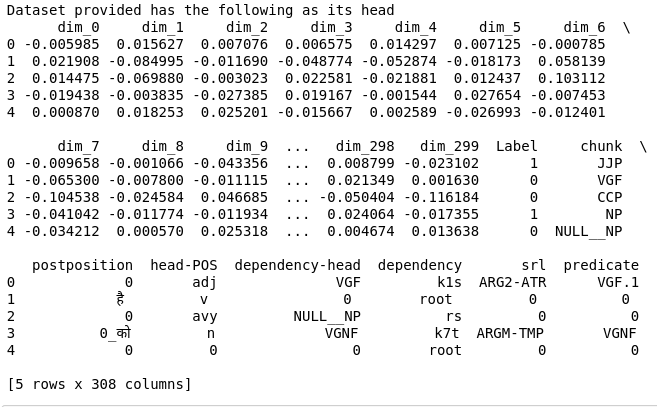 Dataset provided has the following as its head
dim_0 dim_1 dim_2 dim_3 dim_4 dim_5 dim_6 \
0 -0.005985 0.015627 0.007076 0.006575 0.014297 0.007125 -0.000785
1 0.021908 -0.084995 -0.011690 -0.048774 -0.052874 -0.018173 0.058139
2 0.014475 -0.069880 -0.003023 0.022581 -0.021881 0.012437 0.103112
3 -0.019438 -0.003835 -0.027385 0.019167 -0.001544 0.027654 -0.007453
4 0.000870 0.018253 0.025201 -0.015667 0.002589 -0.026993 -0.012401
dim_7 dim_8 dim_9 ... dim_298 dim_299 Label chunk \
0 -0.009658 -0.001066 -0.043356 ... 0.008799 -0.023102 1 JJP
1 -0.065300 -0.007800 -0.011115 ... 0.021349 0.001630 0 VGF
2 -0.104538 -0.024584 0.046685 ... -0.050404 -0.116184 0 CCP
3 -0.041042 -0.011774 -0.011934 ... 0.024064 -0.017355 1 NP
4 -0.034212 0.000570 0.025318 ... 0.004674 0.013638 0 NULL__NP
postposition head-POS dependency-head dependency srl predicate
0 0 adj VGF k1s ARG2-ATR VGF.1
1 है v 0 root 0 0
2 0 avy NULL__NP rs 0 0
3 0_को n VGNF k7t ARGM-TMP VGNF
4 0 0 0 root 0 0
[5 rows x 308 columns]